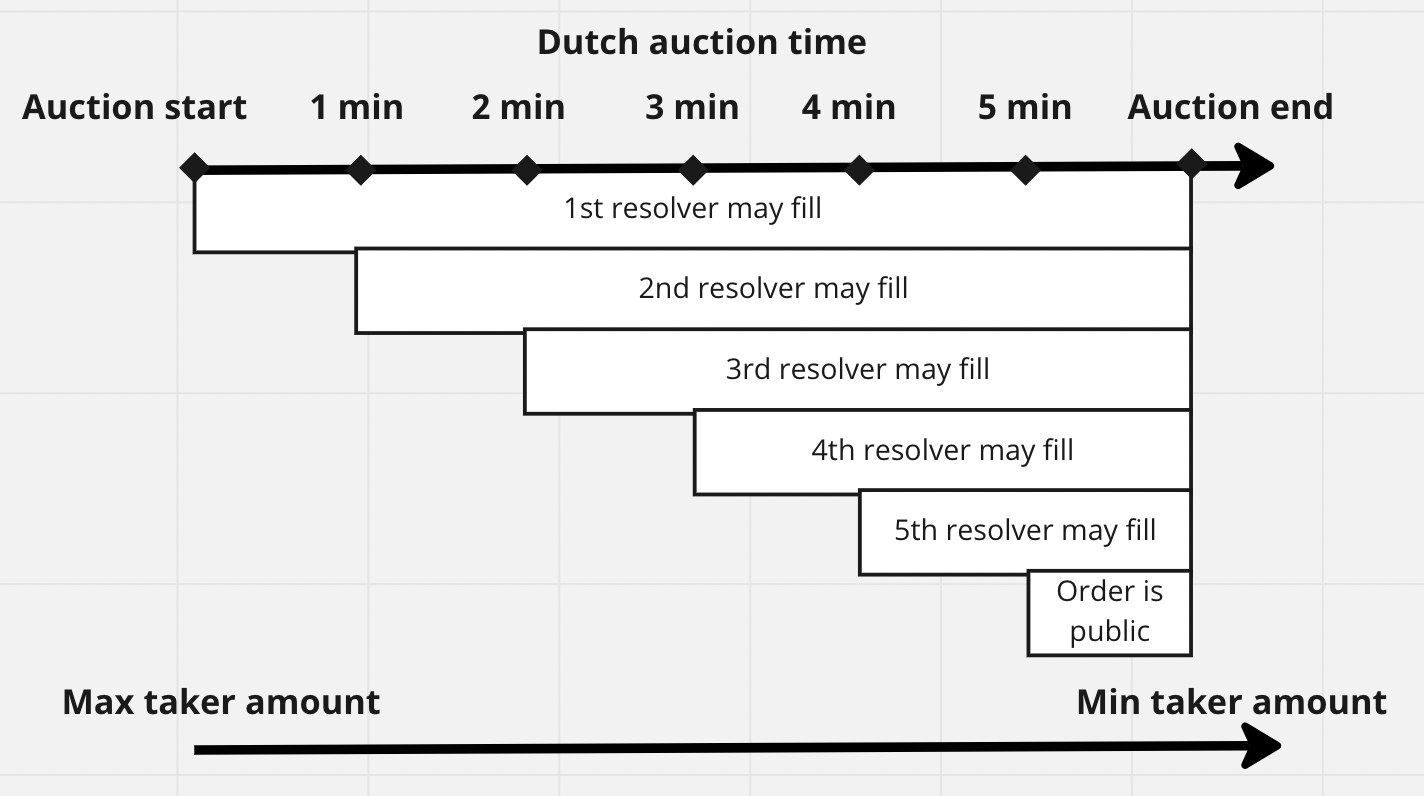 Dutch auction time
Auction start 1 min 2 min 3 min 4 min 5 min Auction end
1st resolver may fill
2nd resolver may fill
3rd resolver may fill
4th resolver may fill
5th resolver may fill
Order is
public
Max taker amount Min taker amount